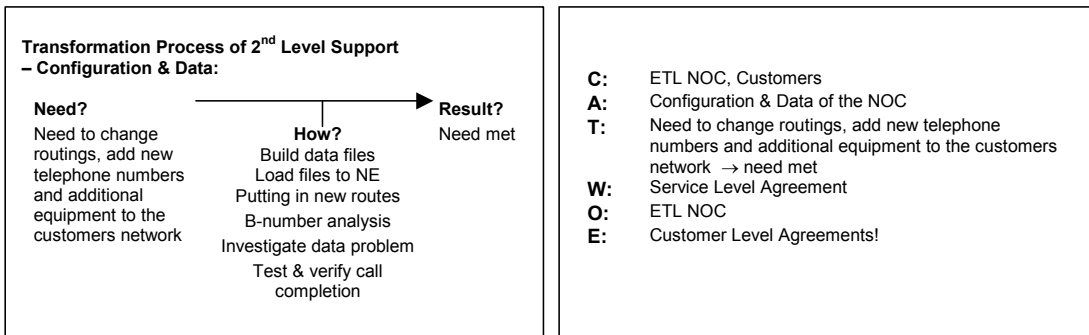 Transformation Process of 2nd Level Support
– Configuration & Data:
Need?
Need to change
routings, add new
telephone numbers
and additional
equipment to the
customers network
How?
Build data files
Load files to NE
Putting in new routes
B-number analysis
Investigate data problem
Test & verify call
completion
Result?
Need met
C: ETL NOC, Customers
A: Configuration & Data of the NOC
T: Need to change routings, add new telephone
numbers and additional equipment to the customers
network → need met
W: Service Level Agreement
O: ETL NOC
E: Customer Level Agreements!